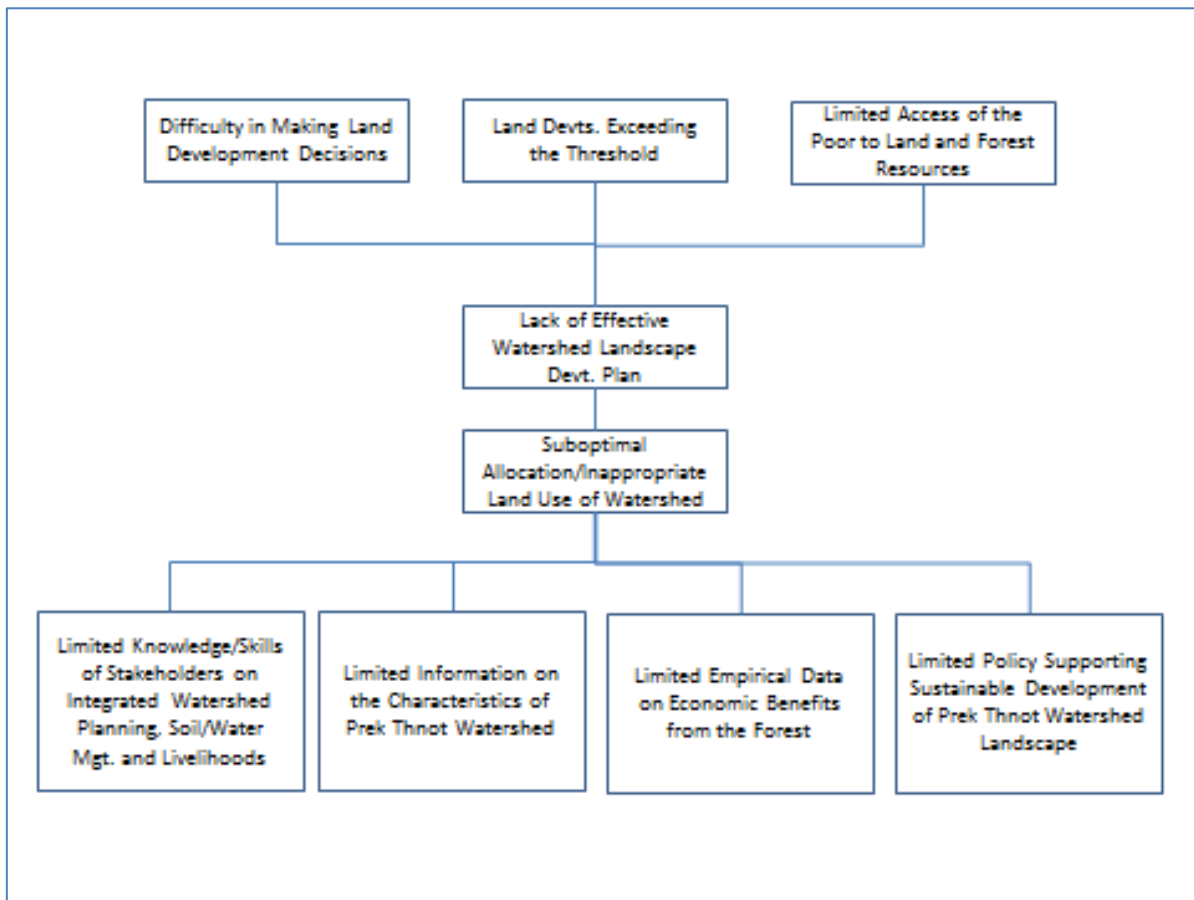 Difficulty in Making Land
Development Decisions
Land Devts. Exceeding
the Threshold
Limited Access of the
Poor to Land and Forest
Resources
Lack of Effective
Watershed Landscape
Devt. Plan
Suboptimal
Allocation/Inappropriate
Land Use of Watershed
Limited Knowledge/Skills
of Stakeholders on
Integrated Watershed
Planning, Soil/Water
Mgt. and Livelihoods
Limited Information on
the Characteristics of
Prek Thnot Watershed
Limited Empirical Data
on Economic Benefits
from the Forest
Limited Policy Supporting
Sustainable Development
of Prek Thnot Watershed
Landscape